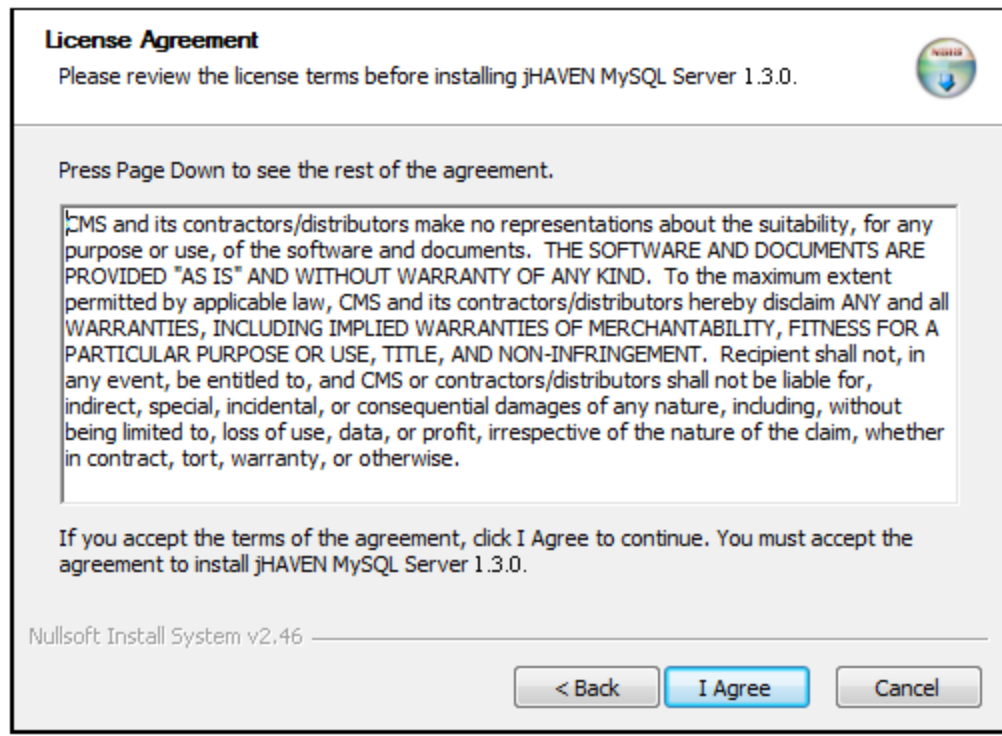 License Agreement
Please review the license terms before installing jHAVEN MySQL Server 1.3.0.
Press Page Down to see the rest of the agreement.
CMS and its contractors/distributors make no representations about the suitability, for any
purpose or use, of the software and documents.  THE SOFTWARE AND DOCUMENTS ARE
PROVIDED "AS IS" AND WITHOUT WARRANTY OF ANY KIND.  To the maximum extent
permitted by applicable law, CMS and its contractors/distributors hereby disclaim ANY and all
WARRANTIES, INCLUDING IMPLIED WARRANTIES OF MERCHANTABILITY, FITNESS FOR A
PARTICULAR PURPOSE OR USE, TITLE, AND NON-INFRINGEMENT.  Recipient shall not, in
any event, be entitled to, and CMS or contractors/distributors shall not be liable for,
indirect, special, incidental, or consequential damages of any nature, including, without
being limited to, loss of use, data, or profit, irrespective of the nature of the claim, whether
in contract, tort, warranty, or otherwise.
If you accept the terms of the agreement, click I Agree to continue. You must accept the
agreement to install jHAVEN MySQL Server 1.3.0.
Nullsoft Install System v2.46
< Back
I Agree
Cancel